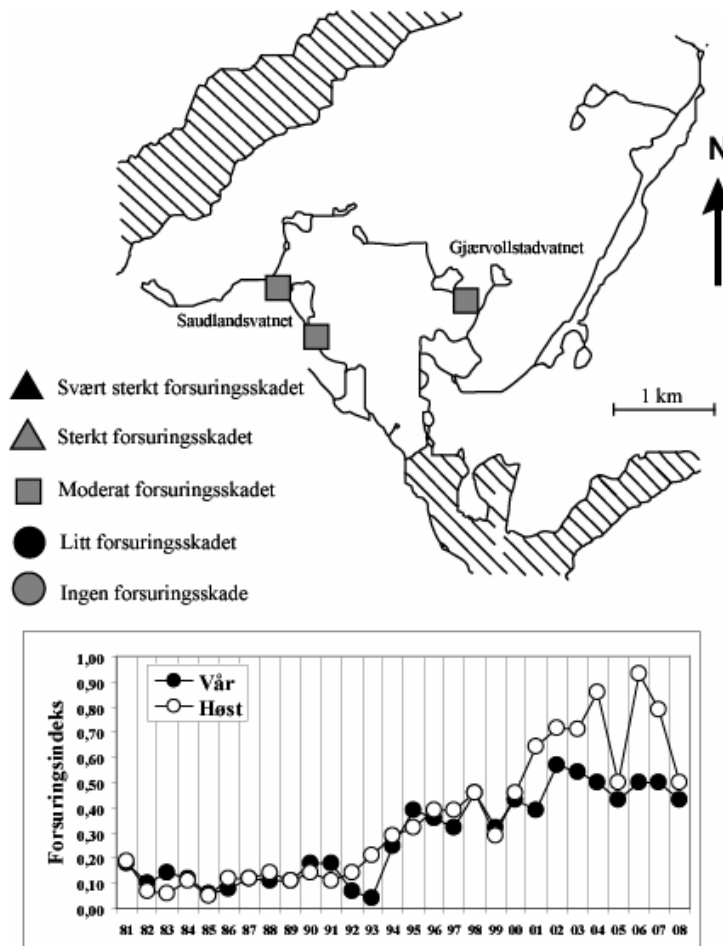 N
Gjærvollstadvatnet
Saudlandsvatnet
1 km
Svært sterkt forsuringsskadet
Sterkt forsuringsskadet
Moderat forsuringsskadet
Litt forsuringsskadet
Ingen forsuringsskade
Forsuringsindeks
1,00
0,90
0,80
0,70
0,60
0,50
0,40
0,30
0,20
0,10
0,00
Vår
Høst
81 82 83 84 85 86 87 88 89 90 91 92 93 94 95 96 97 98 99 00 01 02 03 04 05 06 07 08